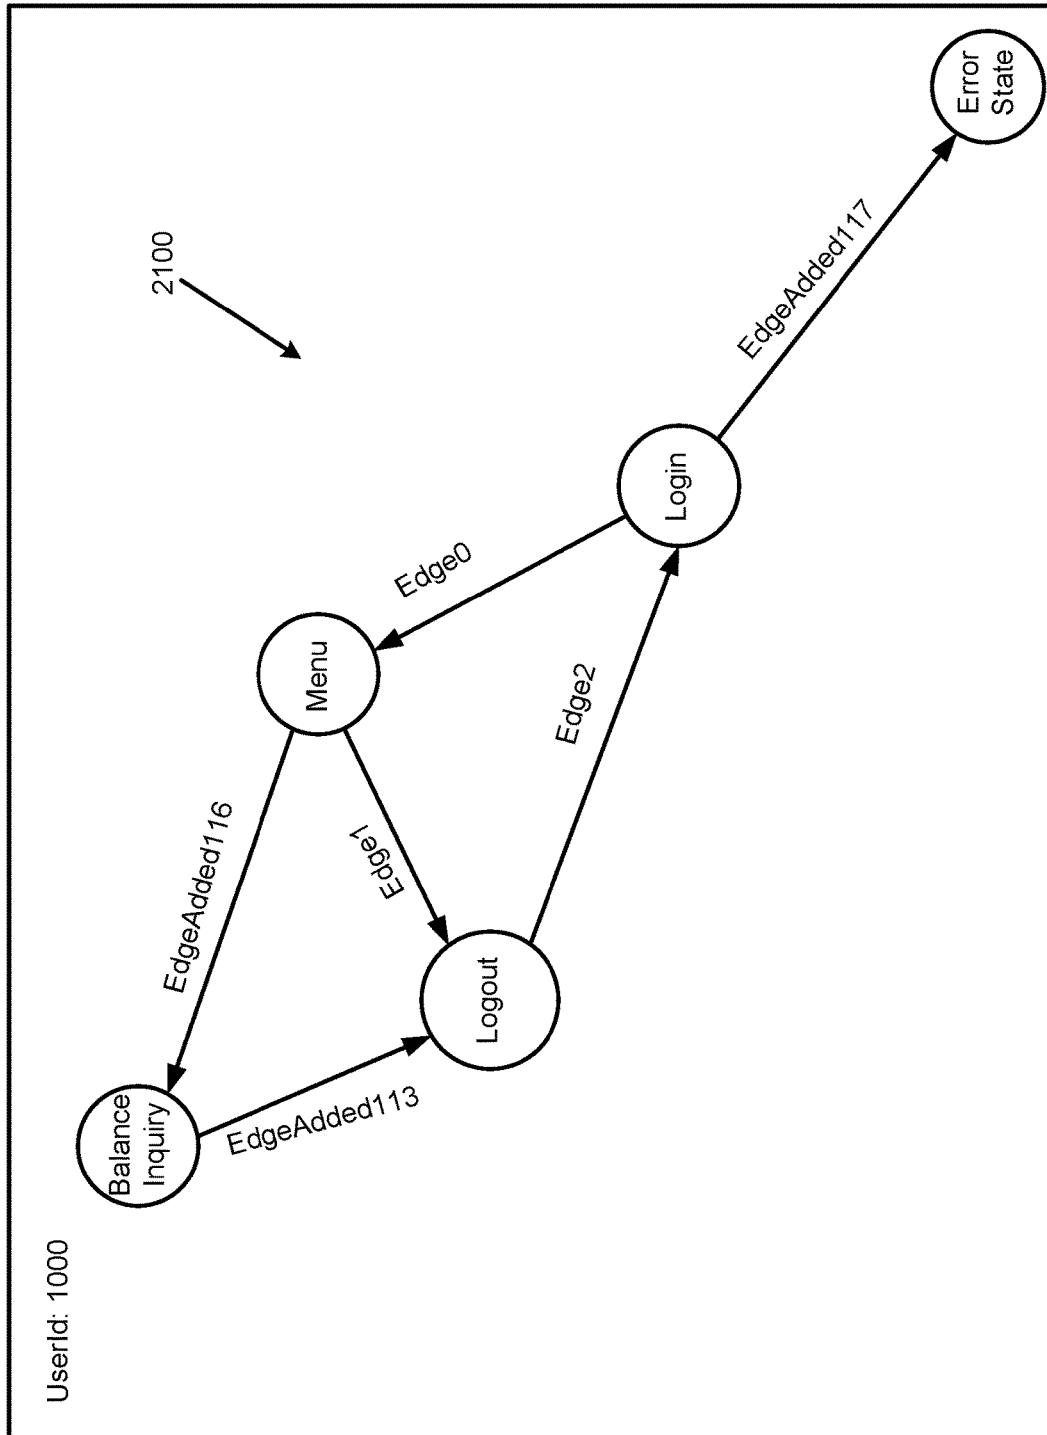 UserId: 1000
Balance
Inquiry
EdgeAdded116
EdgeAdded113
Menu
Edge1
Logout
Edge0
Edge2
Login
2100
EdgeAdded117
Error
State